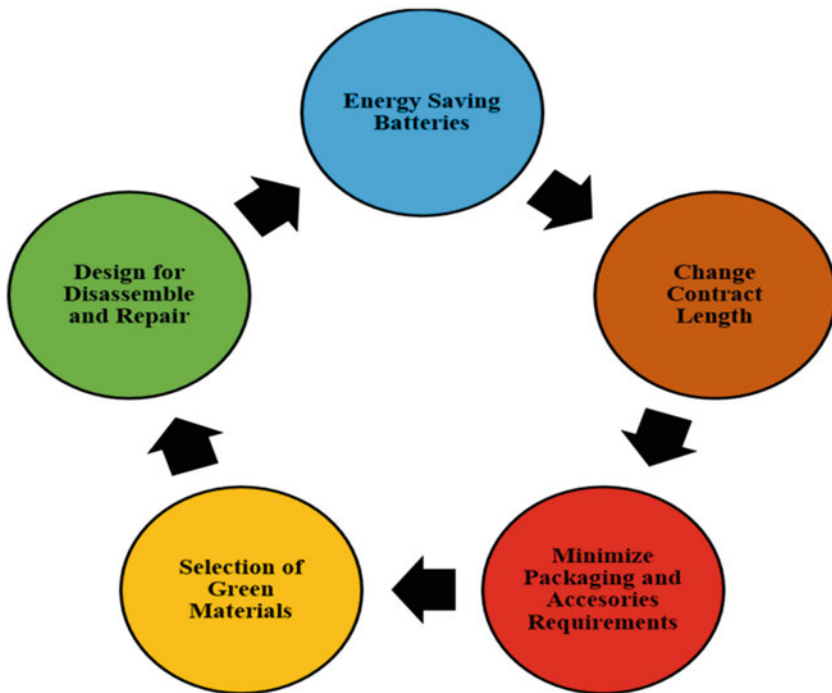 Energy Saving
Batteries
Change
Contract
Length
Minimize
Packaging and
Accesories
Requirements
Selection of
Green
Materials
Design for
Disassemble
and Repair